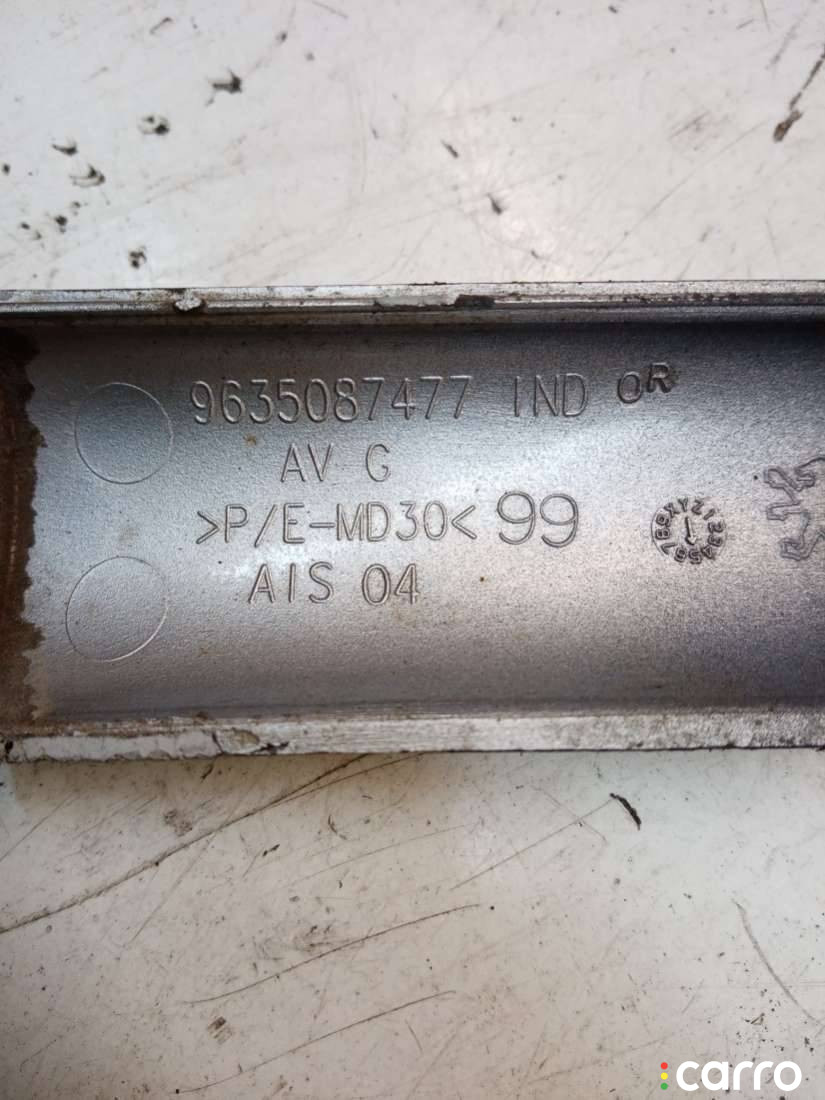 9635087477 IND OR
AV G
>P/E-MD30< 99
AIS 04
carro